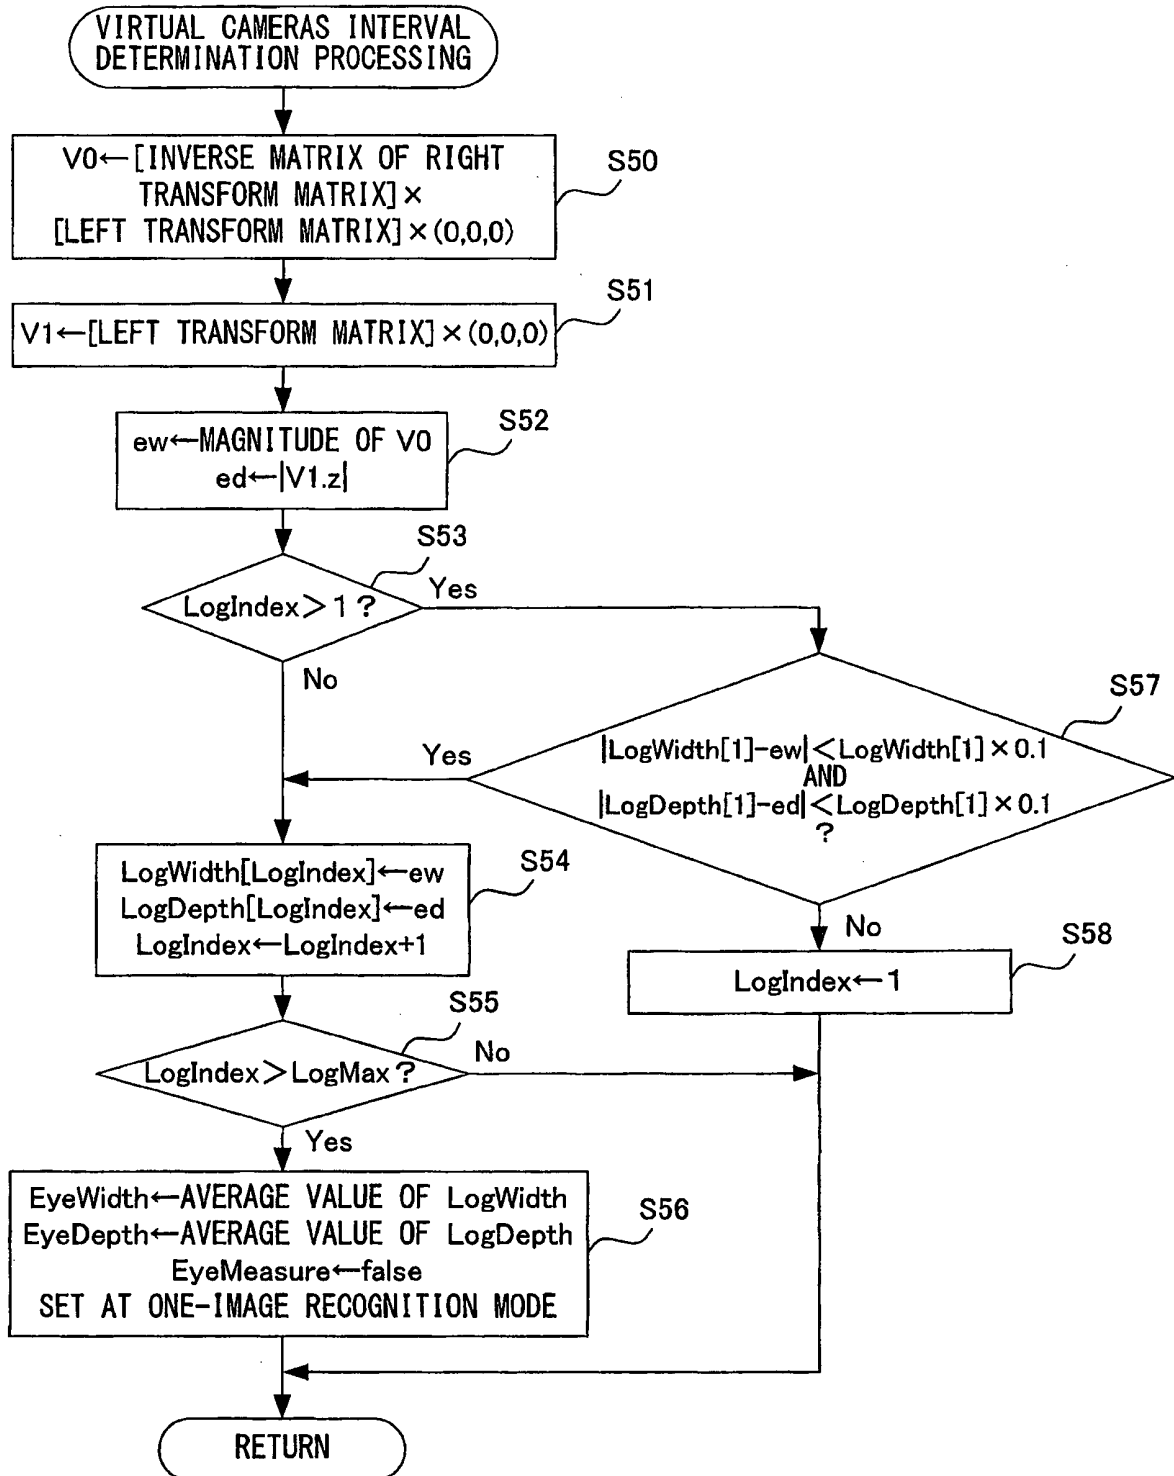 VIRTUAL CAMERAS INTERVAL
DETERMINATION PROCESSING
V0←[INVERSE MATRIX OF RIGHT
TRANSFORM MATRIX]×
[LEFT TRANSFORM MATRIX]×(0,0,0)
S50
V1←[LEFT TRANSFORM MATRIX]×(0,0,0)
S51
ew←MAGNITUDE OF V0
ed←|V1.z|
S52
LogIndex>1?
S53
Yes
No
|LogWidth[1]-ew|<LogWidth[1]×0.1
AND
|LogDepth[1]-ed|<LogDepth[1]×0.1
?
S57
Yes
No
LogWidth[LogIndex]←ew
LogDepth[LogIndex]←ed
LogIndex←LogIndex+1
S54
LogIndex←1
S58
LogIndex>LogMax?
S55
No
Yes
EyeWidth←AVERAGE VALUE OF LogWidth
EyeDepth←AVERAGE VALUE OF LogDepth
EyeMeasure←false
SET AT ONE-IMAGE RECOGNITION MODE
S56
RETURN